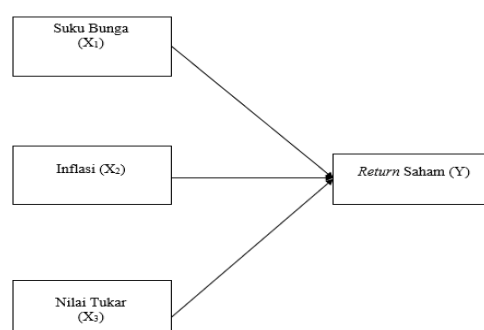 Suku Bunga
(X₁)
Inflasi (X₂)
Return Saham (Y)
Nilai Tukar
(X₃)